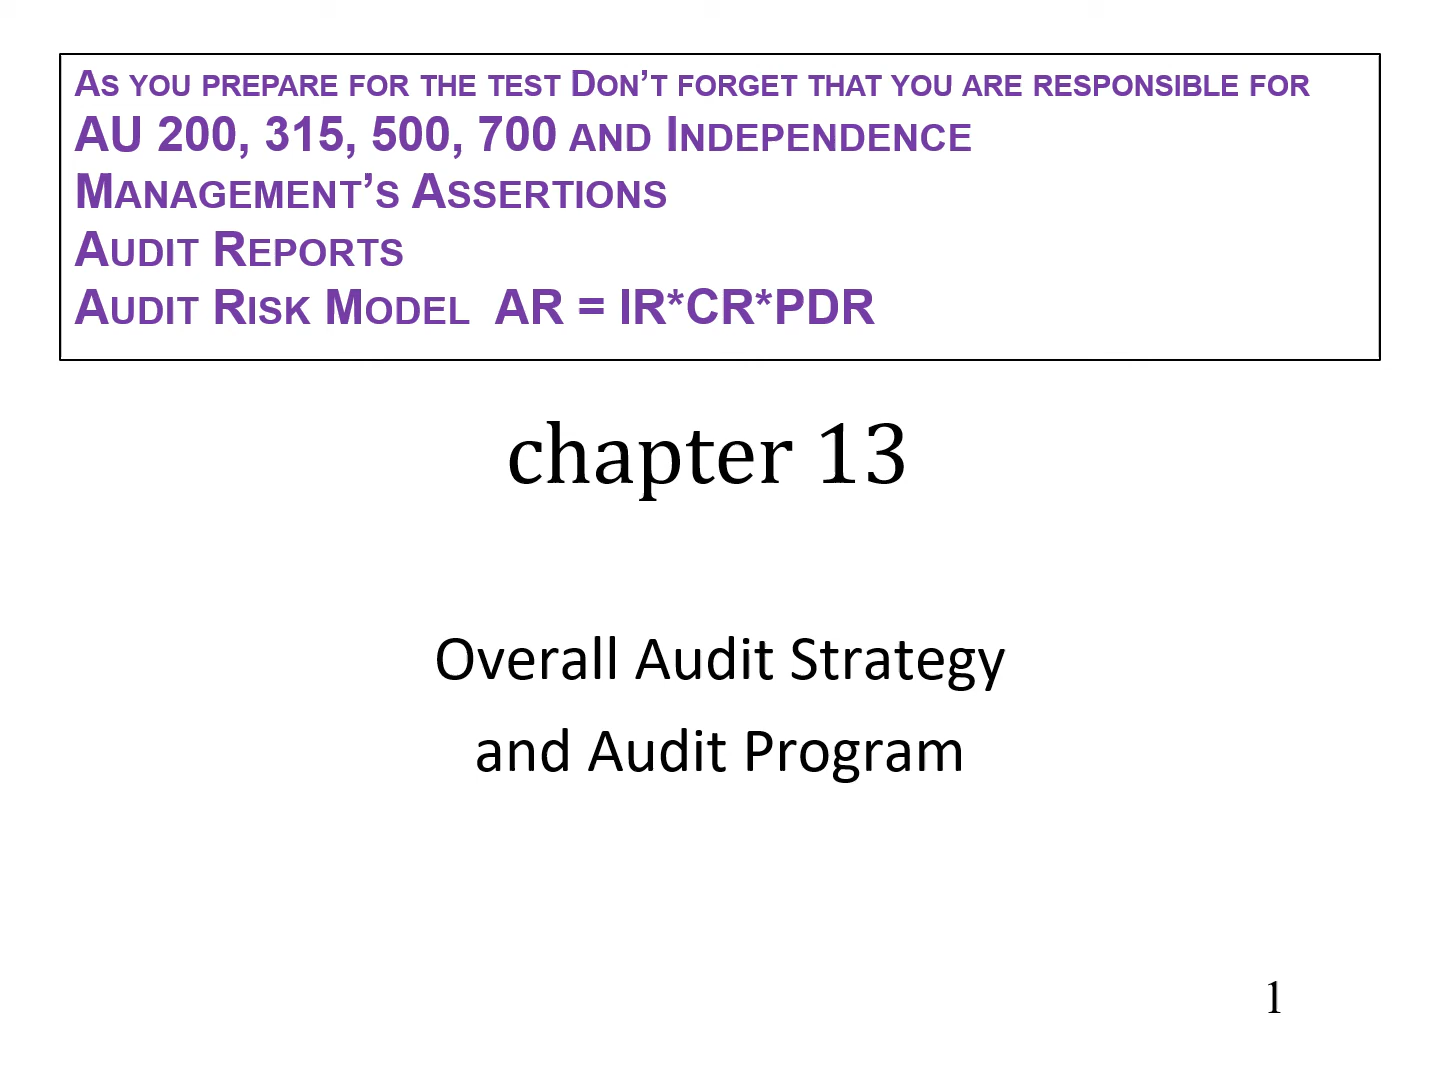 As you prepare for the test Don’t forget that you are responsible for
AU 200, 315, 500, 700 and Independence
Management’s Assertions
Audit Reports
Audit Risk Model AR = IR*CR*PDR
chapter 13
Overall Audit Strategy
and Audit Program
1